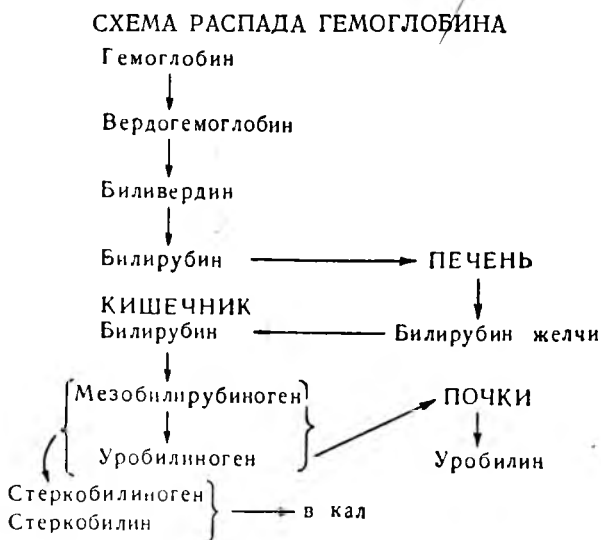 СХЕМА РАСПАДА ГЕМОГЛОБИНА
Гемоглобин
Вердогемоглобин
Биливердин
Билирубин ПЕЧЕНЬ
КИШЕЧНИК
Билирубин Билирубин желчи
Мезобилирубиноген ПОЧКИ
Уробилиноген Уробилин
Стеркобилиноген
Стеркобилин в кал